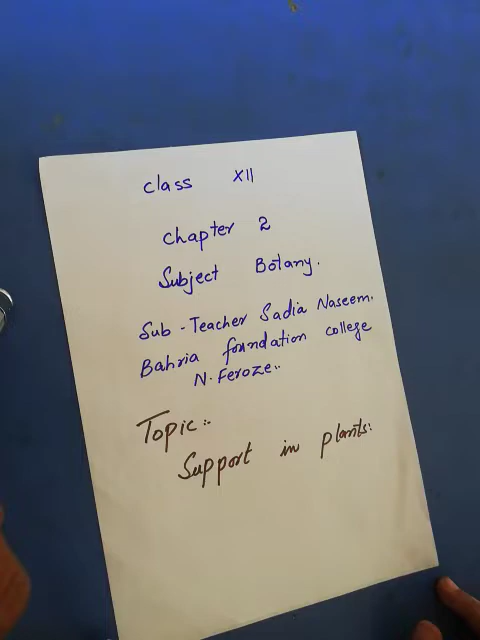 Class XII
Chapter 2
Subject Botany.
Sub - Teacher Sadia Naseem.
Bahria foundation college
N. Feroze:.
Topic:.
Support in plants: